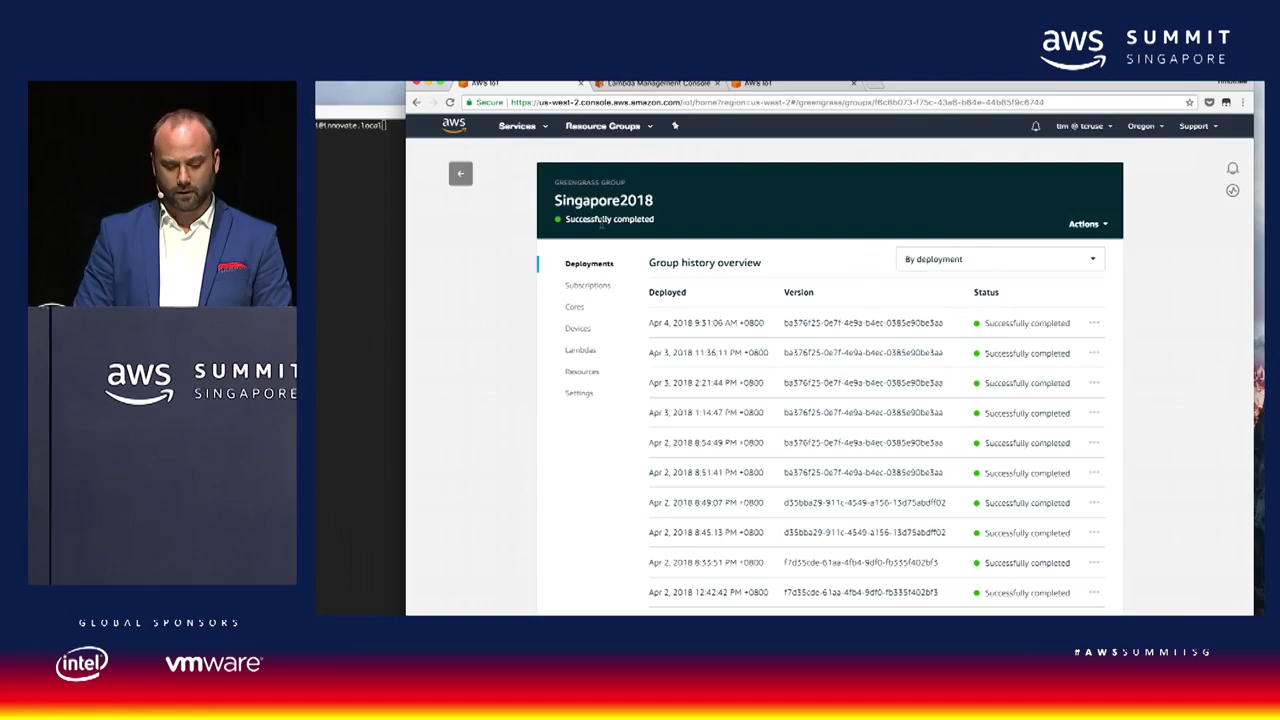 aws SUMMIT
SINGAPORE
AWS IoT
Lambda Management Console
AWS IoT
Secure
https://us-west-2.console.aws.amazon.com/iot/home?region=us-west-2#/greengrass/groups/f6c8b073-f75c-43a8-b64e-44b85f9c6744
i@innovate.local
aws Services Resource Groups tim @ tcruse Oregon Support
GREENGRASS GROUP
Singapore2018
Successfully completed
Actions
Deployments
Subscriptions
Cores
Devices
Lambdas
Resources
Settings
Group history overview
By deployment
Deployed Version Status
Apr 4, 2018 9:31:06 AM +0800 ba376f25-0e7f-4e9a-b4ec-0385e90be3aa Successfully completed
Apr 3, 2018 11:36:11 PM +0800 ba376f25-0e7f-4e9a-b4ec-0385e90be3aa Successfully completed
Apr 3, 2018 2:21:44 PM +0800 ba376f25-0e7f-4e9a-b4ec-0385e90be3aa Successfully completed
Apr 3, 2018 1:14:47 PM +0800 ba376f25-0e7f-4e9a-b4ec-0385e90be3aa Successfully completed
Apr 2, 2018 8:54:49 PM +0800 ba376f25-0e7f-4e9a-b4ec-0385e90be3aa Successfully completed
Apr 2, 2018 8:51:41 PM +0800 ba376f25-0e7f-4e9a-b4ec-0385e90be3aa Successfully completed
Apr 2, 2018 8:49:07 PM +0800 d35bba29-911c-4549-a156-13d75abdff02 Successfully completed
Apr 2, 2018 8:45:13 PM +0800 d35bba29-911c-4549-a156-13d75abdff02 Successfully completed
Apr 2, 2018 8:33:51 PM +0800 f7d35cde-61aa-4fb4-9df0-fb335f402bf3 Successfully completed
Apr 2, 2018 12:42:42 PM +0800 f7d35cde-61aa-4fb4-9df0-fb335f402bf3 Successfully completed
aws SUMMIT
SINGAPORE
GLOBAL SPONSORS
intel vmware
#AWSSUMMITSG